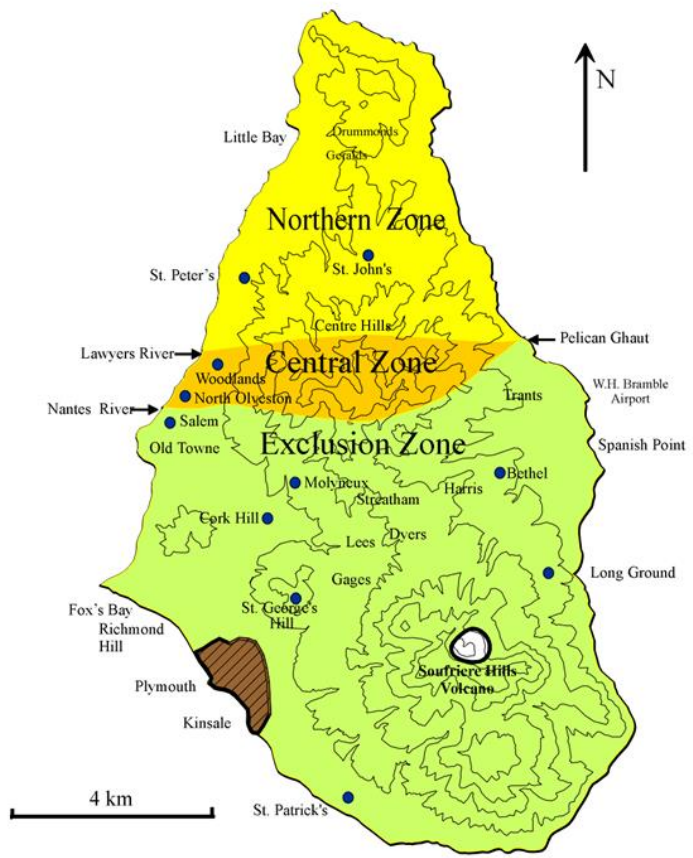 N
Drummonds
Little Bay
Geralds
Northern Zone
St. John's
St. Peter's
Centre Hills
Pelican Ghaut
Lawyers River
Central Zone
Woodlands
W.H. Bramble
Airport
North Olveston
Trants
Nantes River
Salem
Old Towne
Exclusion Zone
Spanish Point
Bethel
Molyneux
Harris
Streatham
Cork Hill
Dyers
Lees
Long Ground
Gages
Fox's Bay
St. George's
Hill
Richmond
Hill
Soufriere Hills
Volcano
Plymouth
Kinsale
4 km
St. Patrick's